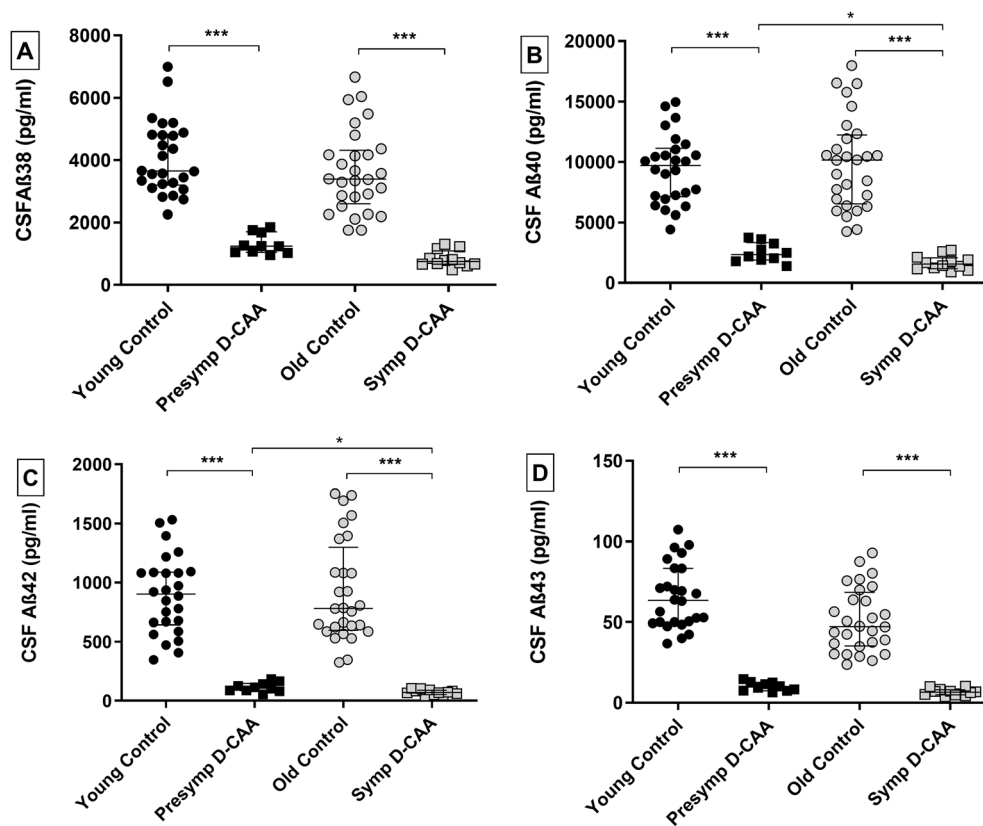 A
CSFAß38 (pg/ml)
8000
6000
4000
2000
0
***
***
Young Control
Presymp D-CAA
Old Control
Symp D-CAA
B
CSF Aß40 (pg/ml)
20000
15000
10000
5000
0
*
***
***
Young Control
Presymp D-CAA
Old Control
Symp D-CAA
C
CSF Aß42 (pg/ml)
2000
1500
1000
500
0
*
***
***
Young Control
Presymp D-CAA
Old Control
Symp D-CAA
D
CSF Aß43 (pg/ml)
150
100
50
0
***
***
Young Control
Presymp D-CAA
Old Control
Symp D-CAA